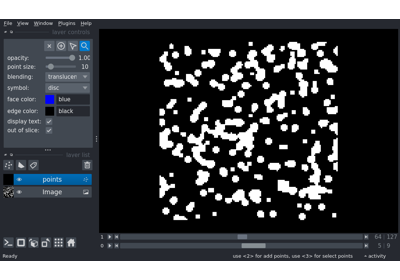 File View Window Plugins Help
layer controls
opacity: 1.00
point size: 10
blending: translucen
symbol: disc
face color: blue
edge color: black
display text:
out of slice:
layer list
points
Image
1 64 127
0 5 9
Ready use <2> for add points, use <3> for select points activity